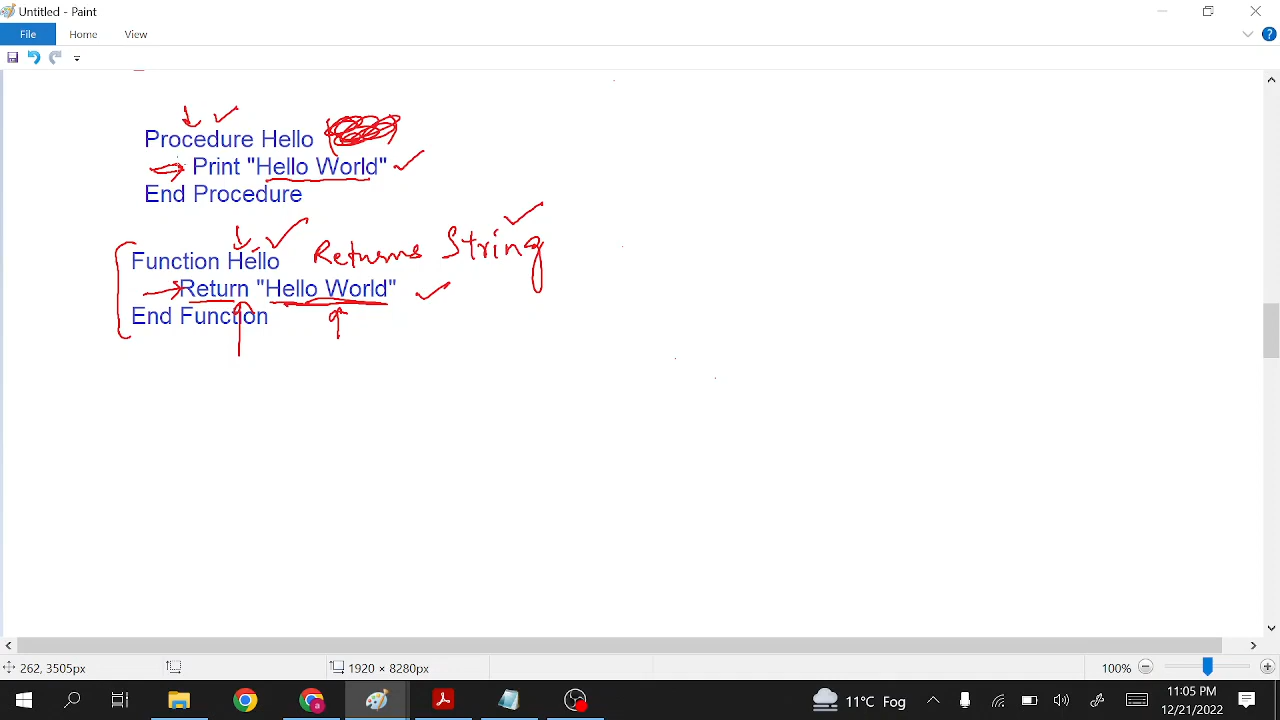 Untitled - Paint
File Home View
Procedure Hello
Print "Hello World"
End Procedure
Function Hello Returns String
Return "Hello World"
End Function
262, 3505px
1920 × 8280px
100%
11°C Fog
11:05 PM
12/21/2022